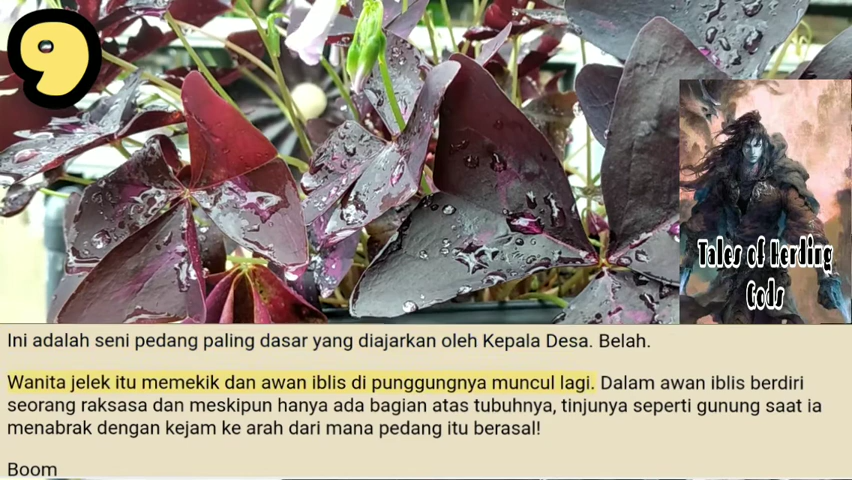 9
Tales of Herding
Gods
Ini adalah seni pedang paling dasar yang diajarkan oleh Kepala Desa. Belah.
Wanita jelek itu memekik dan awan iblis di punggungnya muncul lagi. Dalam awan iblis berdiri
seorang raksasa dan meskipun hanya ada bagian atas tubuhnya, tinjunya seperti gunung saat ia
menabrak dengan kejam ke arah dari mana pedang itu berasal!
Boom